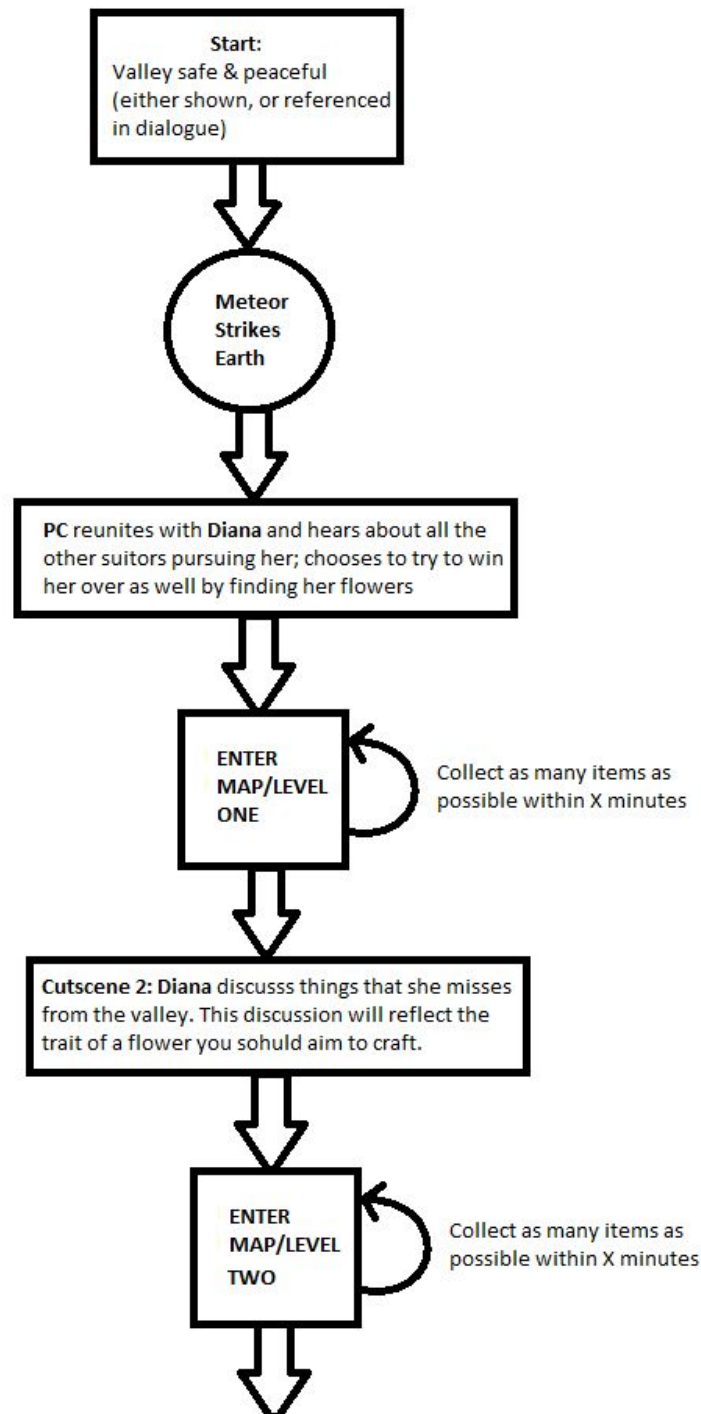 Start:
Valley safe & peaceful
(either shown, or referenced
in dialogue)
Meteor
Strikes
Earth
PC reunites with Diana and hears about all the
other suitors pursuing her; chooses to try to win
her over as well by finding her flowers
ENTER
MAP/LEVEL
ONE
Collect as many items as
possible within X minutes
Cutscene 2: Diana discusss things that she misses
from the valley. This discussion will reflect the
trait of a flower you sohuld aim to craft.
ENTER
MAP/LEVEL
TWO
Collect as many items as
possible within X minutes